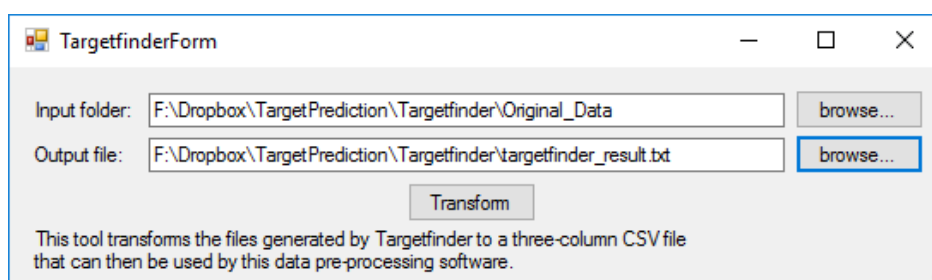 TargetfinderForm
Input folder: F:\Dropbox\TargetPrediction\Targetfinder\Original_Data browse...
Output file: F:\Dropbox\TargetPrediction\Targetfinder\targetfinder_result.txt browse...
Transform
This tool transforms the files generated by Targetfinder to a three-column CSV file
that can then be used by this data pre-processing software.